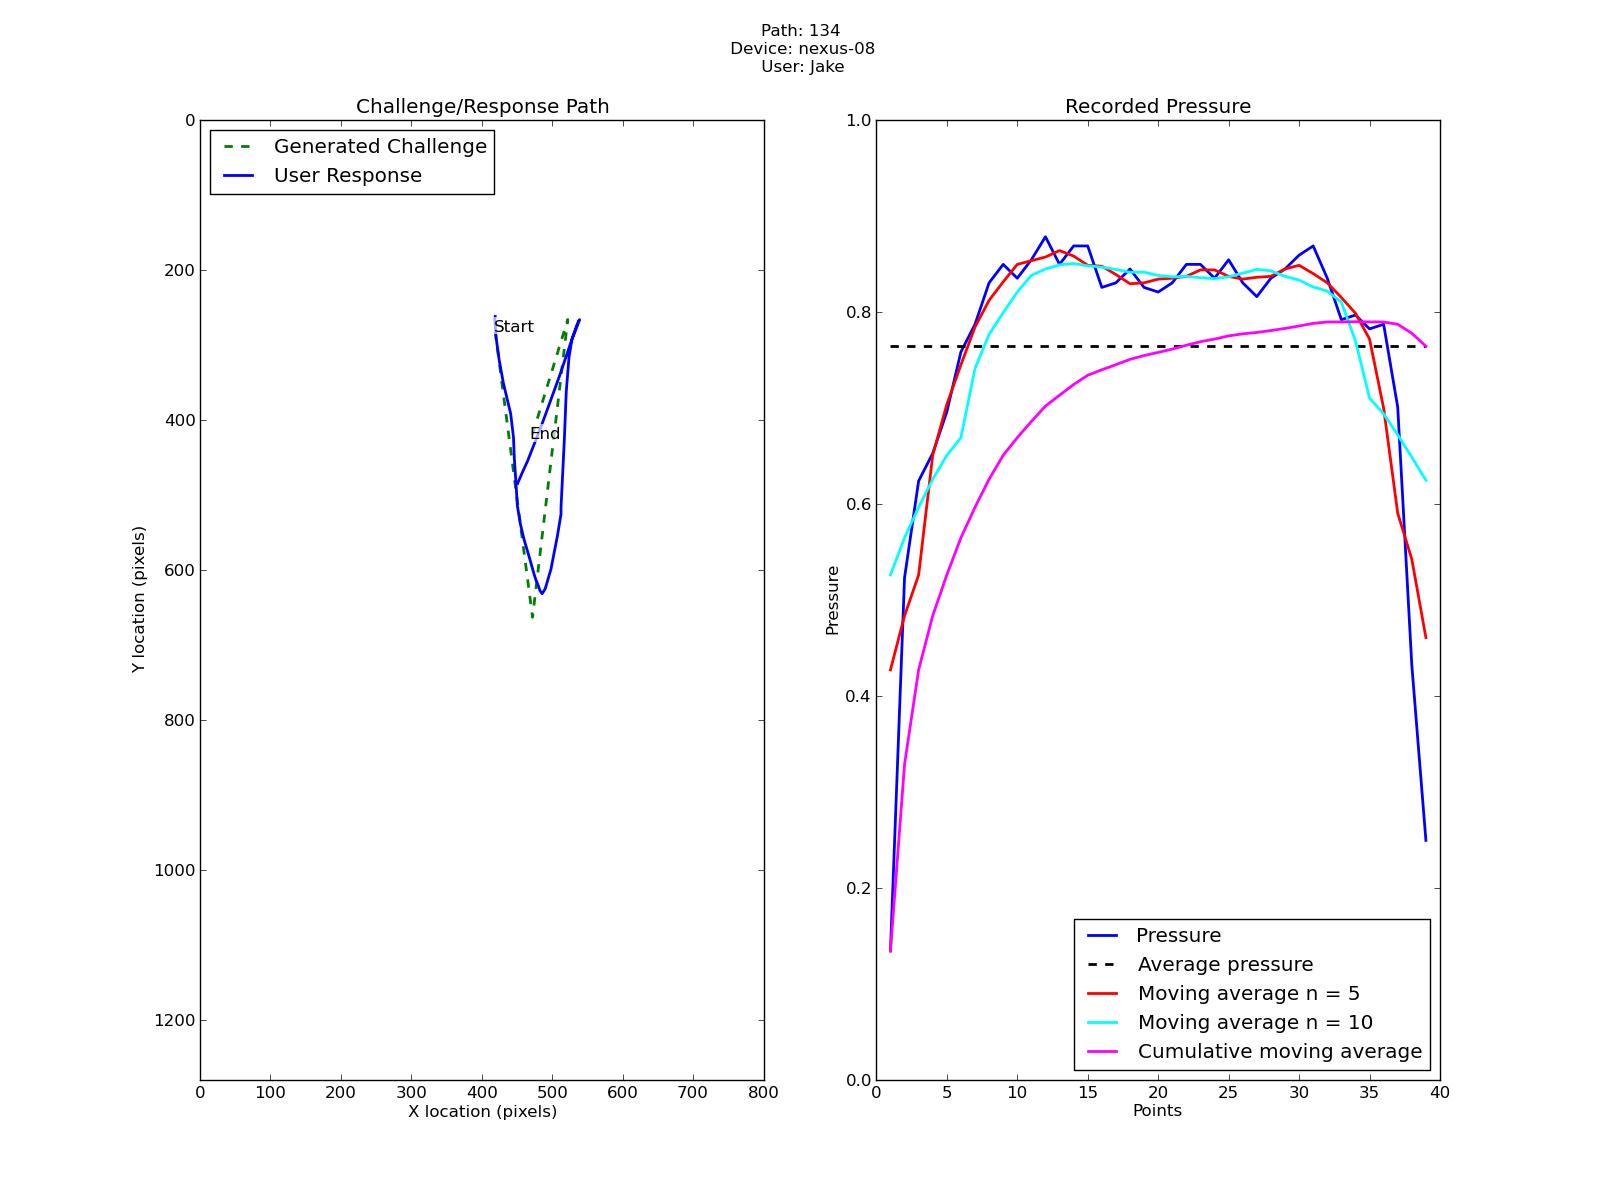 Path: 134
Device: nexus-08
User: Jake
Challenge/Response Path
Generated Challenge
User Response
Start
End
0
200
400
600
800
1000
1200
Y location (pixels)
0 100 200 300 400 500 600 700 800
X location (pixels)
Recorded Pressure
1.0
0.8
0.6
0.4
0.2
0.0
Pressure
Pressure
Average pressure
Moving average n = 5
Moving average n = 10
Cumulative moving average
0 5 10 15 20 25 30 35 40
Points